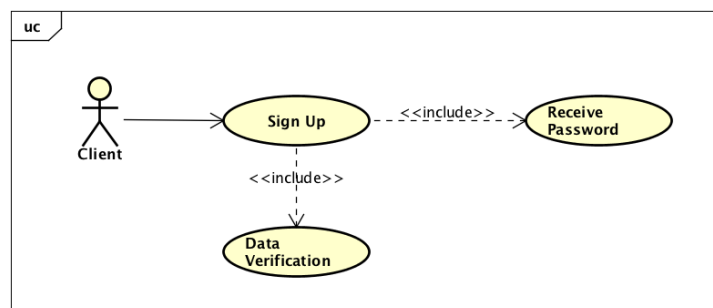 uc
Sign Up
<<include>>
Receive
Password
Client
<<include>>
Data
Verification